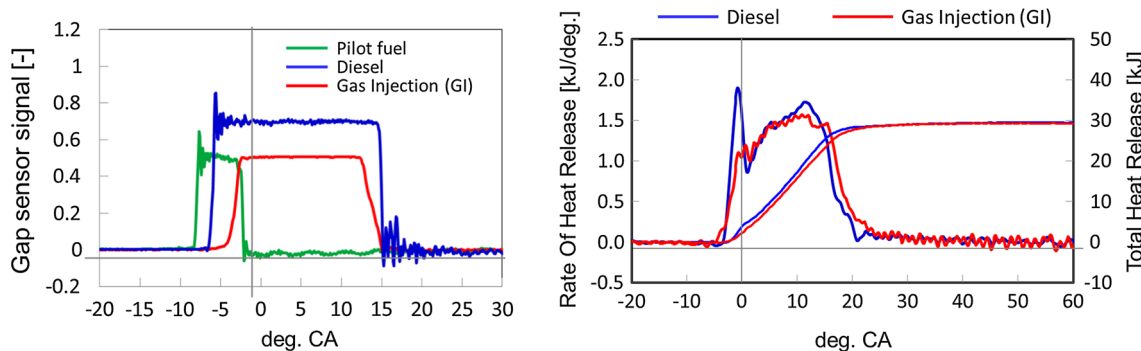 Gap sensor signal [-]
1.2
1
0.8
0.6
0.4
0.2
0
-0.2
Pilot fuel
Diesel
Gas Injection (GI)
-20 -15 -10 -5 0 5 10 15 20 25 30
deg. CA
Diesel Gas Injection (GI)
Rate Of Heat Release [kJ/deg.]
2.5
2.0
1.5
1.0
0.5
0.0
-0.5
50
40
30
20
10
0
-10
Total Heat Release [kJ]
-20 -10 0 10 20 30 40 50 60
deg. CA